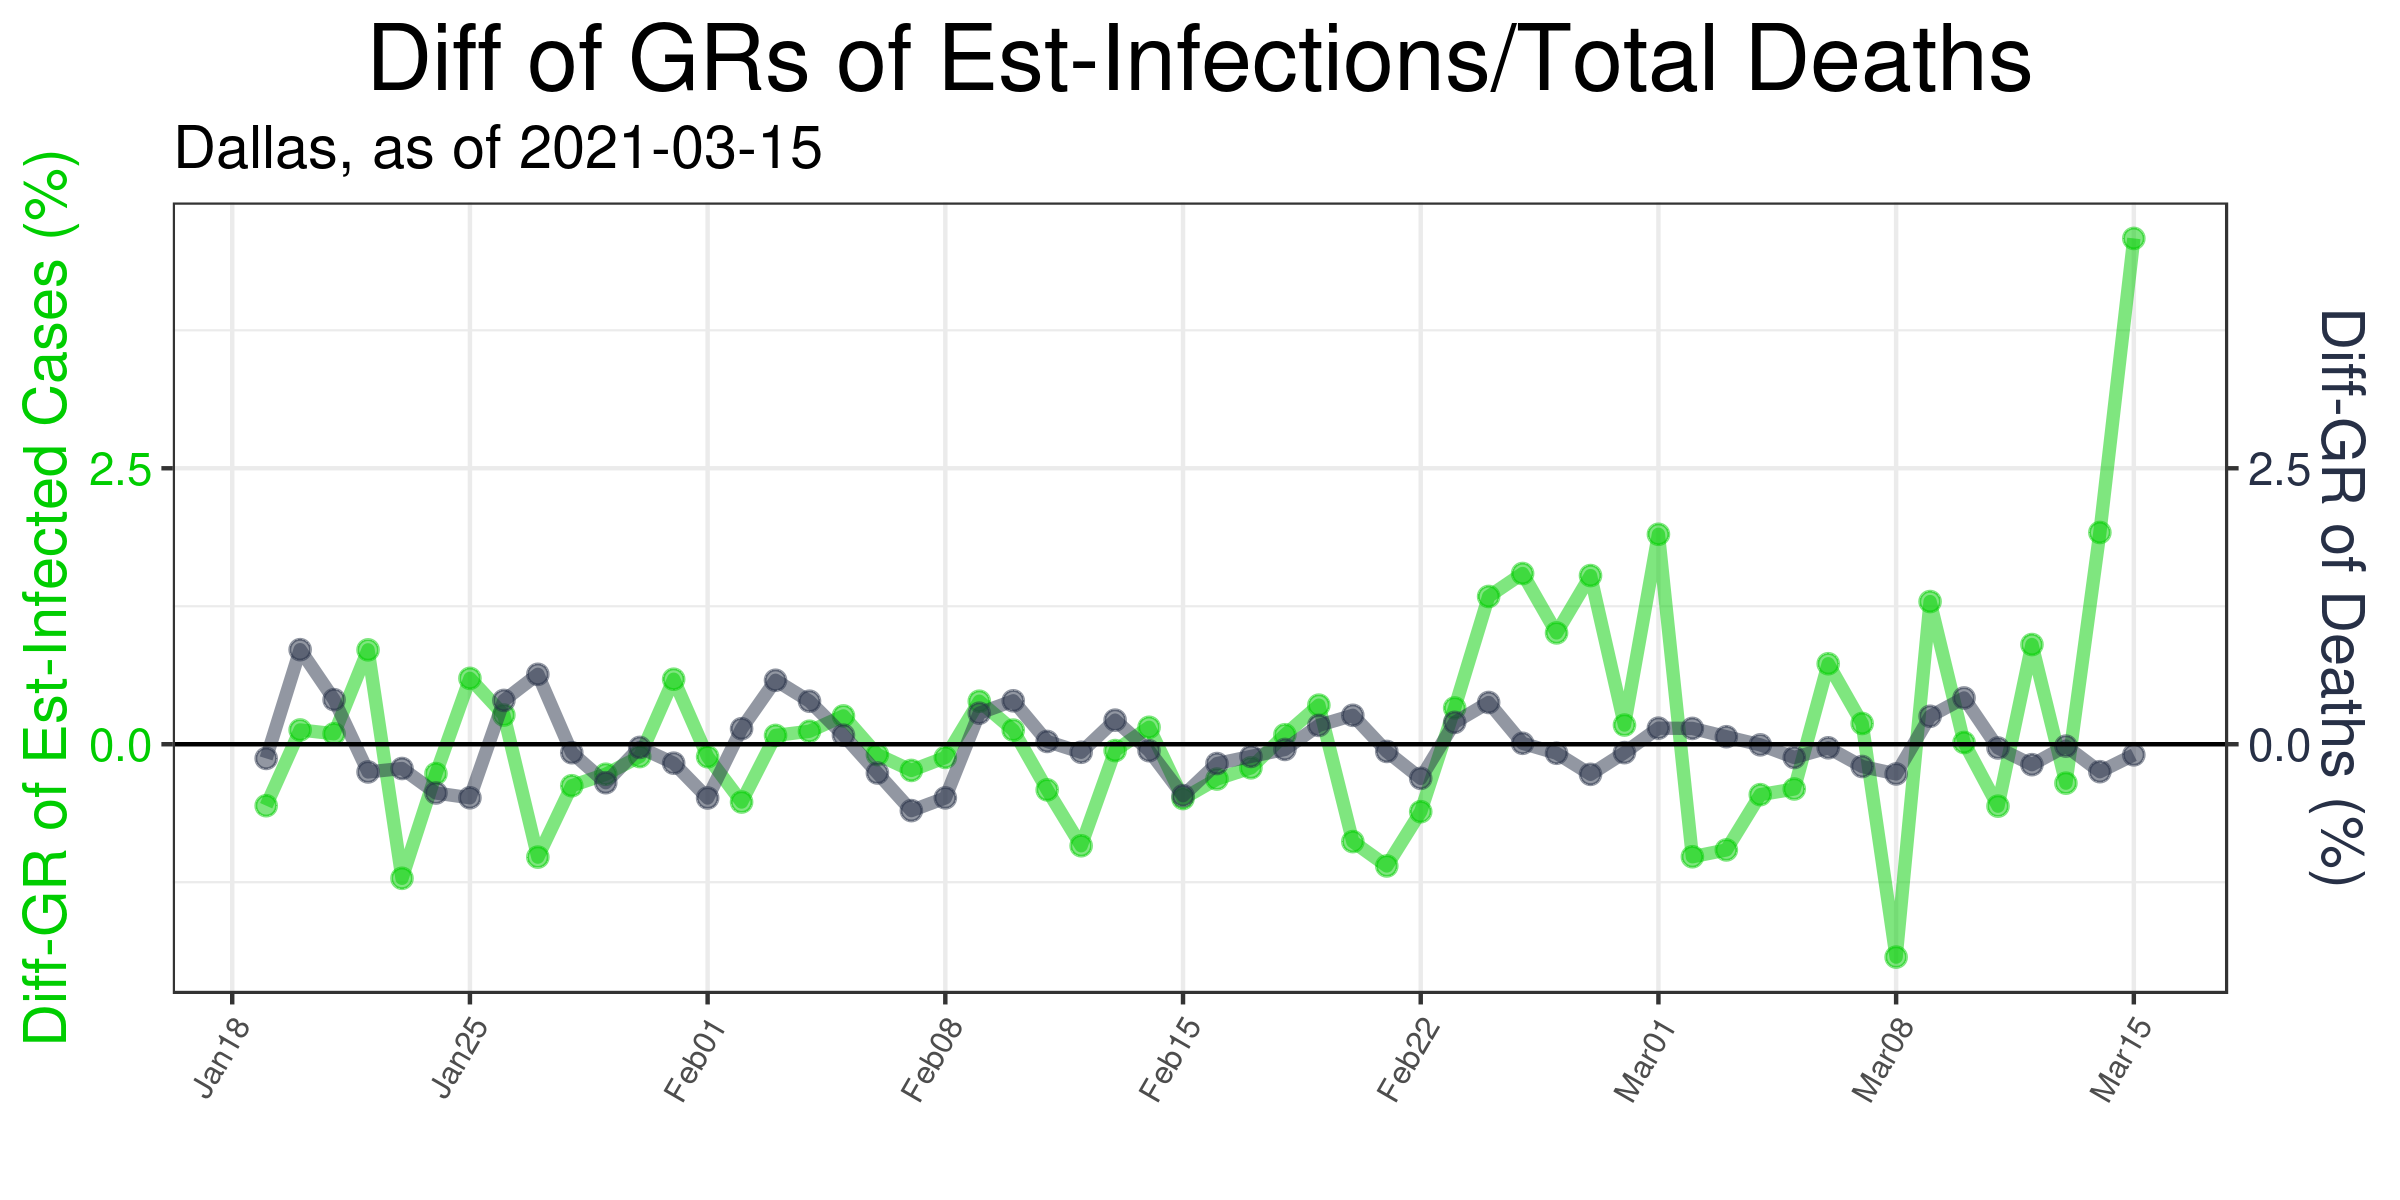 Diff of GRs of Est-Infections/Total Deaths
Dallas, as of 2021-03-15
Diff-GR of Est-Infected Cases (%)
2.5
0.0
2.5
0.0
Diff-GR of Deaths (%)
Jan18
Jan25
Feb01
Feb08
Feb15
Feb22
Mar01
Mar08
Mar15